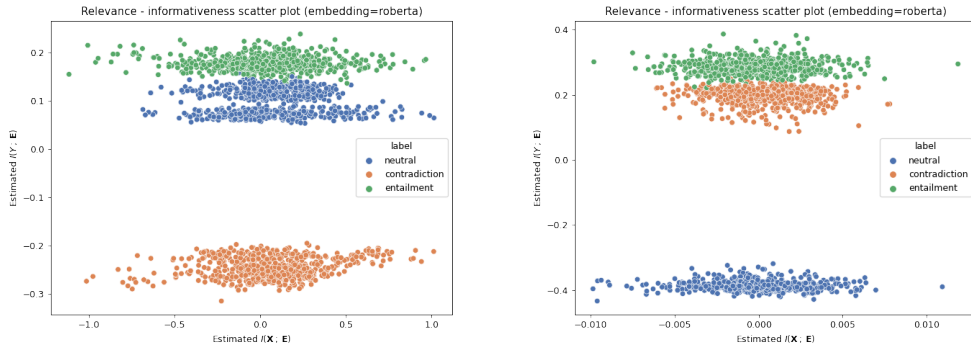 Relevance - informativeness scatter plot (embedding=roberta)
0.2
0.1
0.0
−0.1
−0.2
−0.3
Estimated I(Y ; E)
label
neutral
contradiction
entailment
−1.0 −0.5 0.0 0.5 1.0
Estimated I(X ; E)
Relevance - informativeness scatter plot (embedding=roberta)
0.4
0.2
0.0
−0.2
−0.4
Estimated I(Y ; E)
label
neutral
contradiction
entailment
−0.010 −0.005 0.000 0.005 0.010
Estimated I(X ; E)